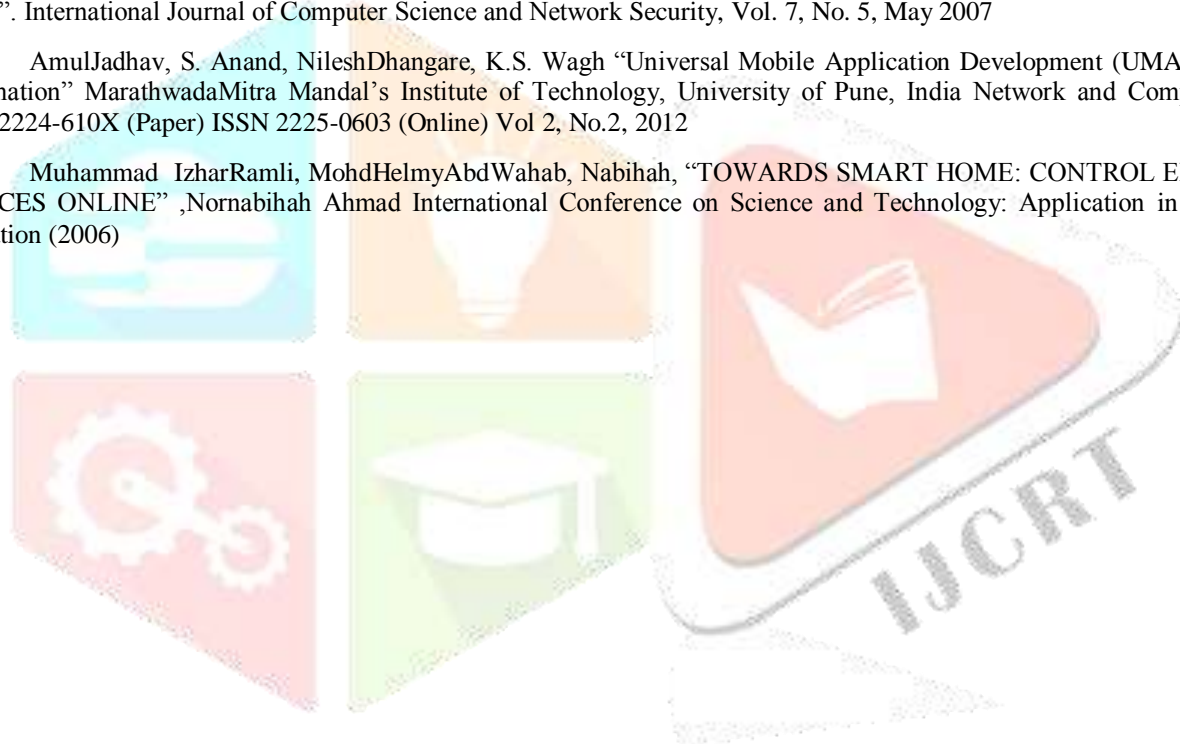 ”. International Journal of Computer Science and Network Security, Vol. 7, No. 5, May 2007
AmulJadhav, S. Anand, NileshDhangare, K.S. Wagh “Universal Mobile Application Development (UMA
nation” MarathwadaMitra Mandal’s Institute of Technology, University of Pune, India Network and Com
2224-610X (Paper) ISSN 2225-0603 (Online) Vol 2, No.2, 2012
Muhammad IzharRamli, MohdHelmyAbdWahab, Nabihah, “TOWARDS SMART HOME: CONTROL E
CES ONLINE” ,Nornabihah Ahmad International Conference on Science and Technology: Application in
tion (2006)
IJCRT